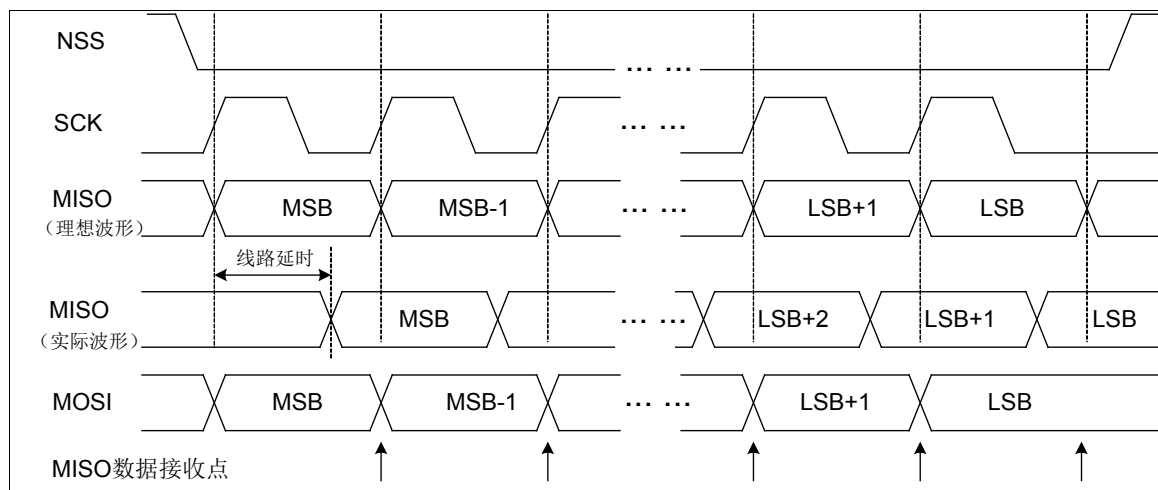 NSS
... ...
SCK
... ...
MISO
(理想波形)
MSB
MSB-1
... ...
LSB+1
LSB
线路延时
MISO
(实际波形)
MSB
... ...
LSB+2
LSB+1
LSB
MOSI
MSB
MSB-1
... ...
LSB+1
LSB
MISO数据接收点